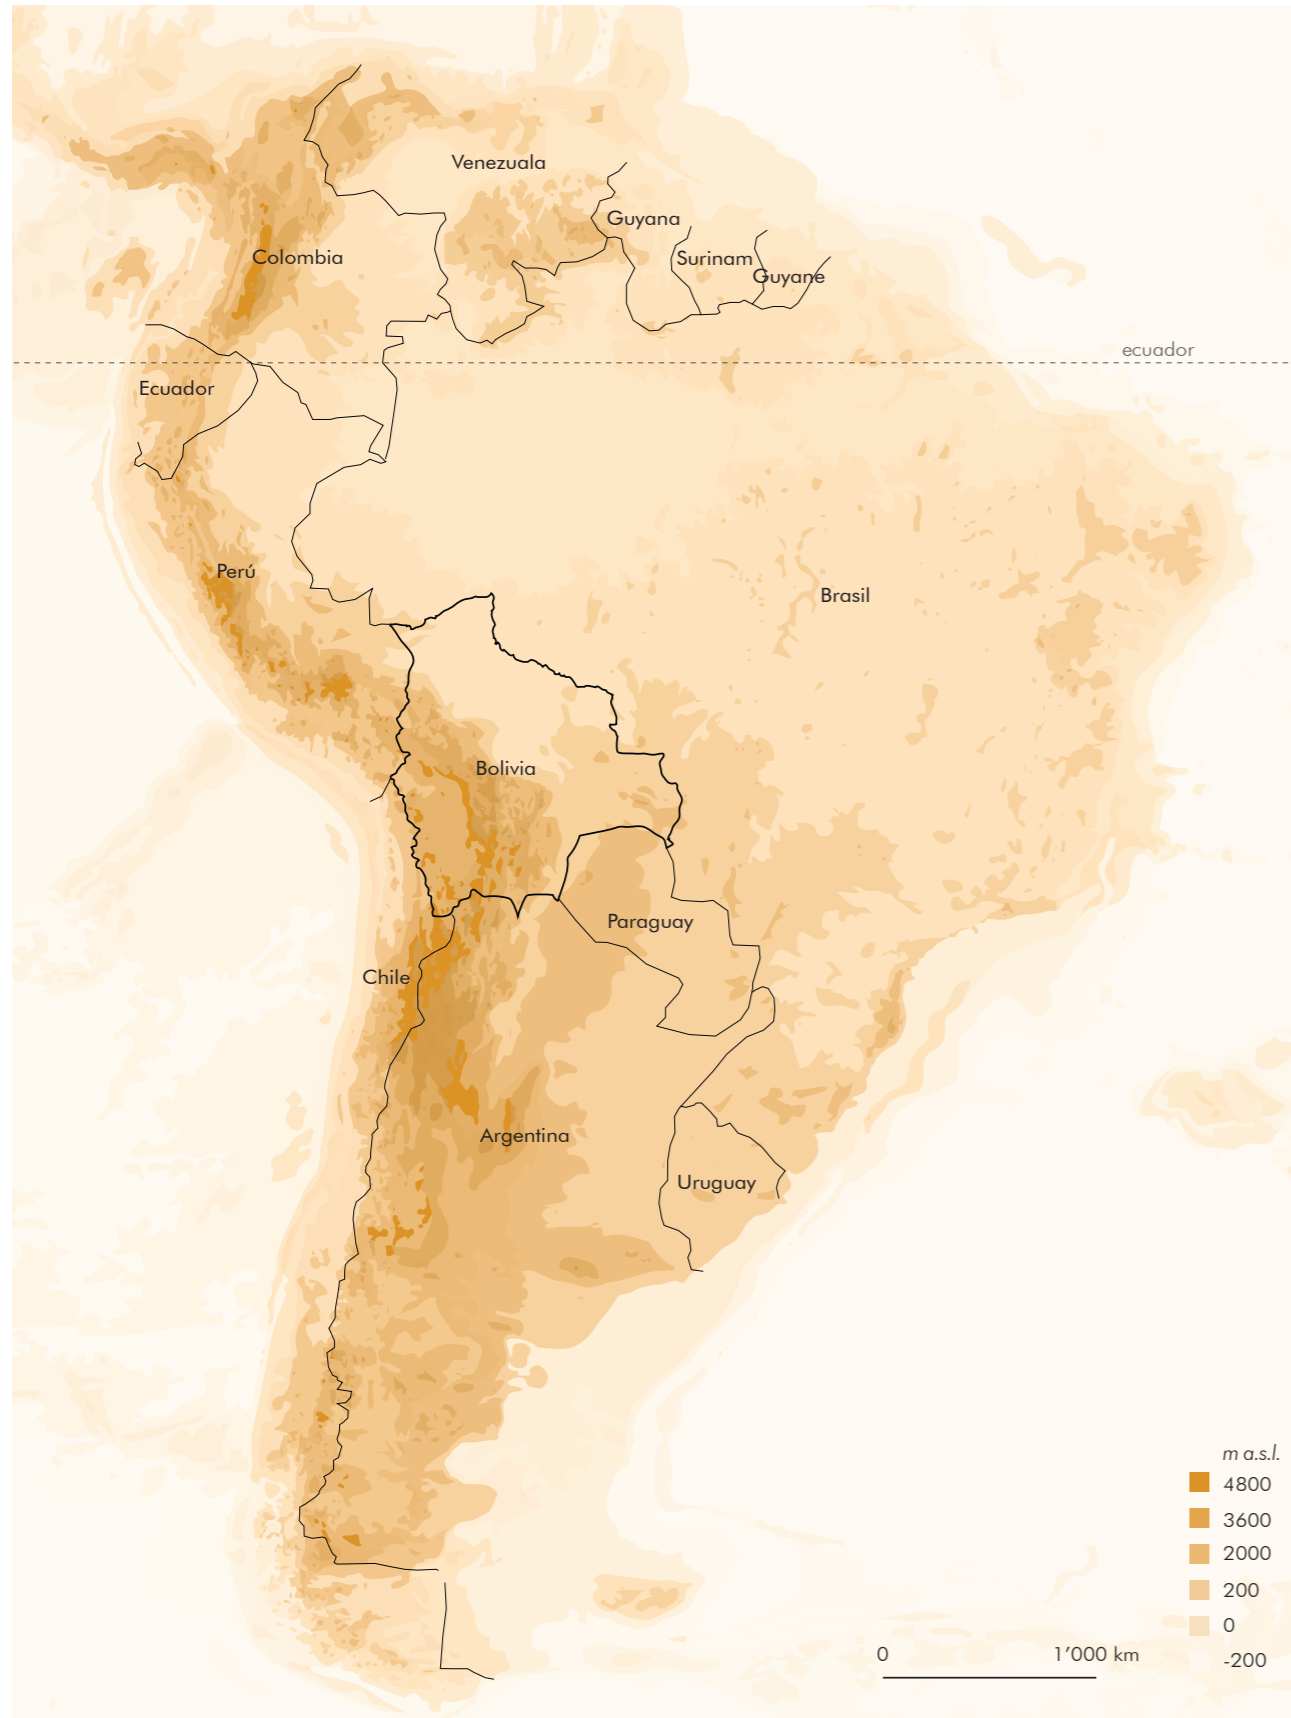 Venezuala
Guyana
Colombia
Surinam
Guyane
ecuador
Ecuador
Perú
Brasil
Bolivia
Paraguay
Chile
Argentina
Uruguay
m a.s.l.
4800
3600
2000
200
0
-200
0 1’000 km